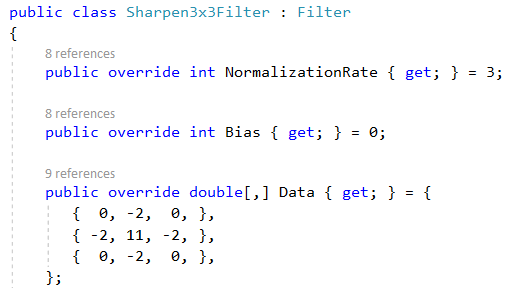 public class Sharpen3x3Filter : Filter
{
8 references
public override int NormalizationRate { get; } = 3;
8 references
public override int Bias { get; } = 0;
9 references
public override double[,] Data { get; } = {
{  0, -2,  0, },
{ -2, 11, -2, },
{  0, -2,  0, },
};